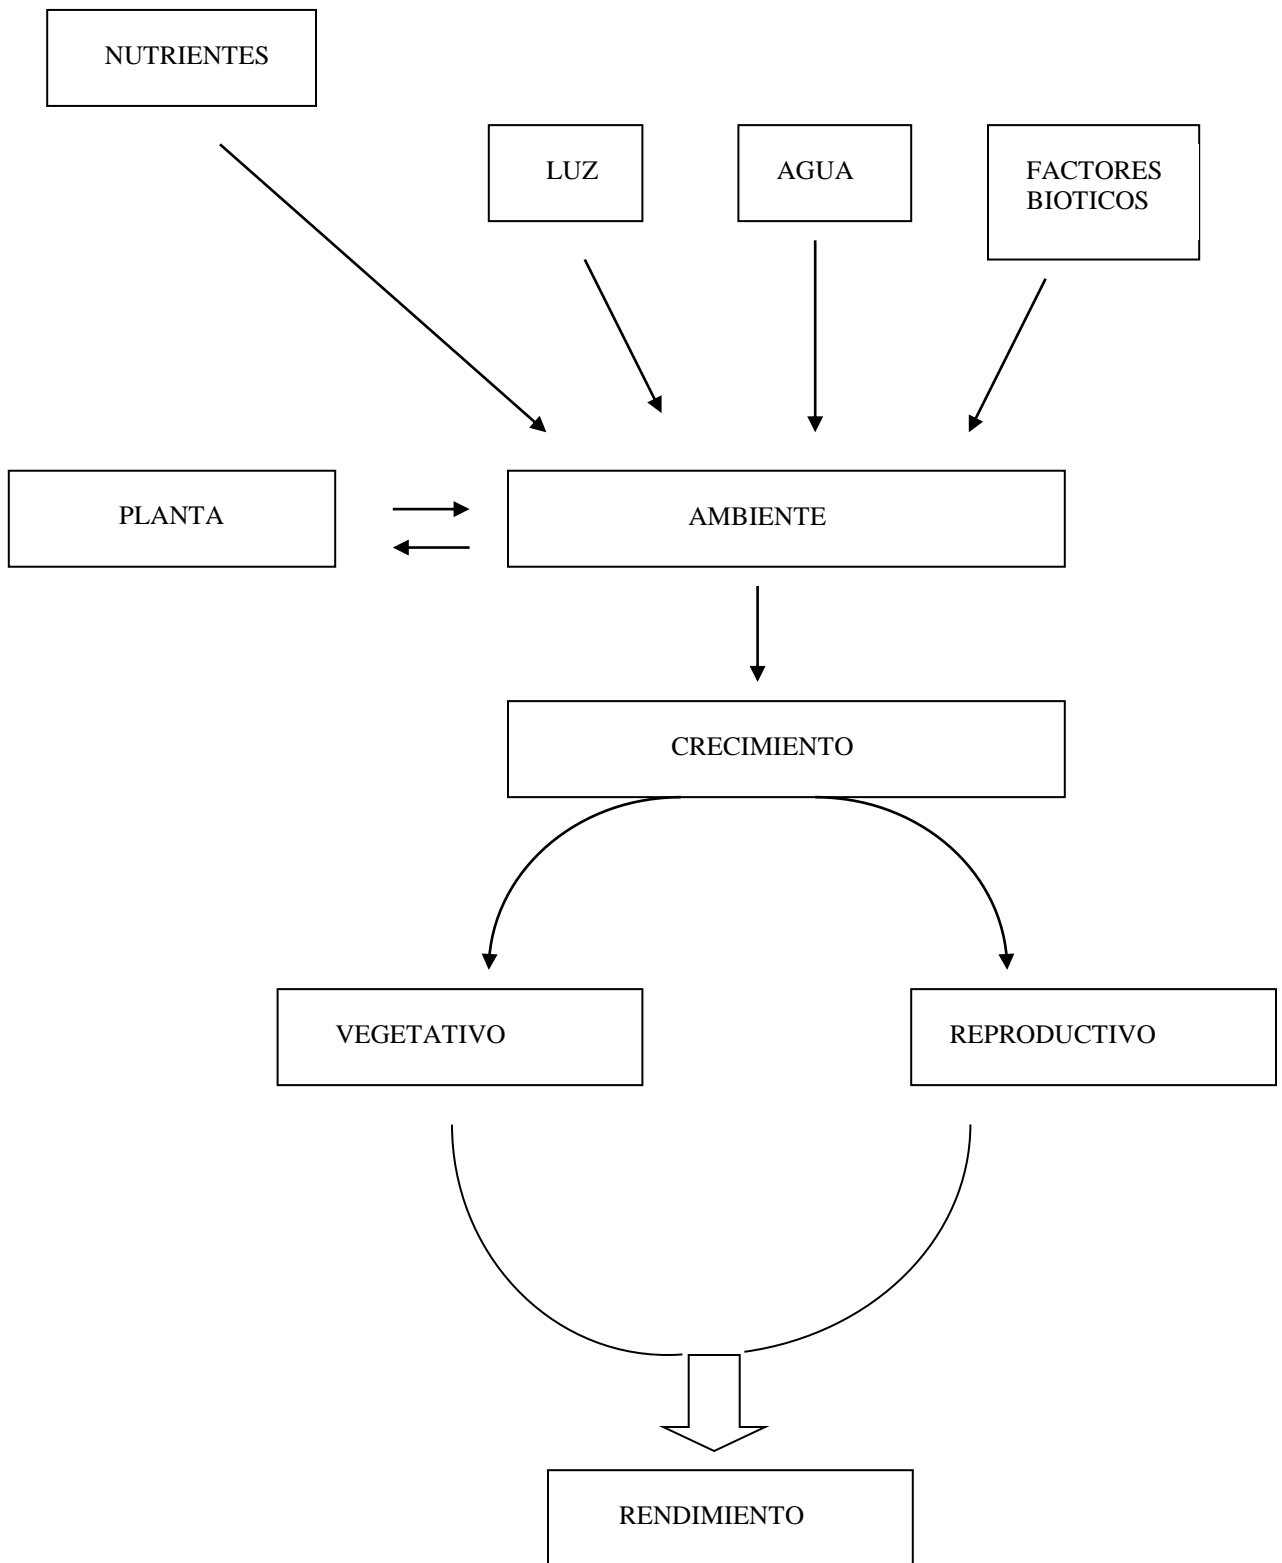 NUTRIENTES
LUZ
AGUA
FACTORES
BIOTICOS
PLANTA
AMBIENTE
CRECIMIENTO
VEGETATIVO
REPRODUCTIVO
RENDIMIENTO